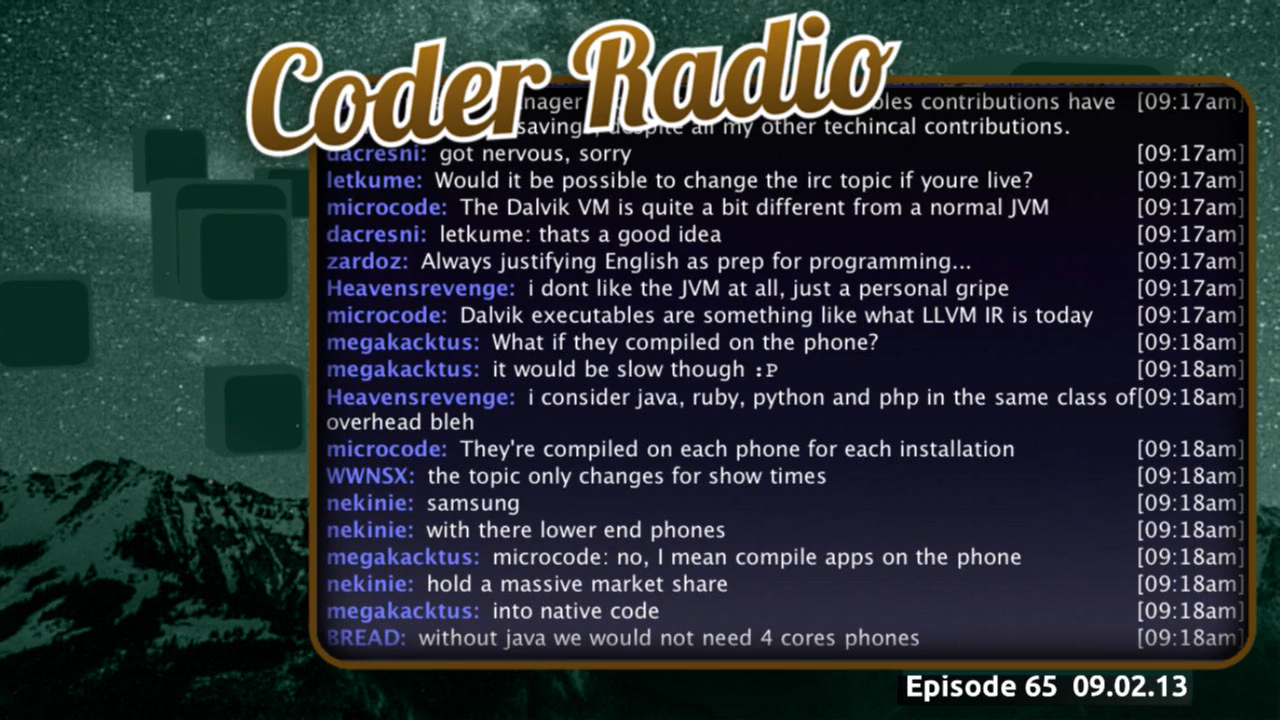 Coder Radio
contributions have [09:17am]
my other techincal contributions.
dacresni: got nervous, sorry [09:17am]
letkume: Would it be possible to change the irc topic if youre live? [09:17am]
microcode: The Dalvik VM is quite a bit different from a normal JVM [09:17am]
dacresni: letkume: thats a good idea [09:17am]
zardoz: Always justifying English as prep for programming... [09:17am]
Heavensrevenge: i dont like the JVM at all, just a personal gripe [09:17am]
microcode: Dalvik executables are something like what LLVM IR is today [09:17am]
megakacktus: What if they compiled on the phone? [09:18am]
megakacktus: it would be slow though :P [09:18am]
Heavensrevenge: i consider java, ruby, python and php in the same class of[09:18am]
overhead bleh
microcode: They're compiled on each phone for each installation [09:18am]
WWNSX: the topic only changes for show times [09:18am]
nekinie: samsung [09:18am]
nekinie: with there lower end phones [09:18am]
megakacktus: microcode: no, I mean compile apps on the phone [09:18am]
nekinie: hold a massive market share [09:18am]
megakacktus: into native code [09:18am]
BREAD: without java we would not need 4 cores phones [09:18am]
Episode 65 09.02.13